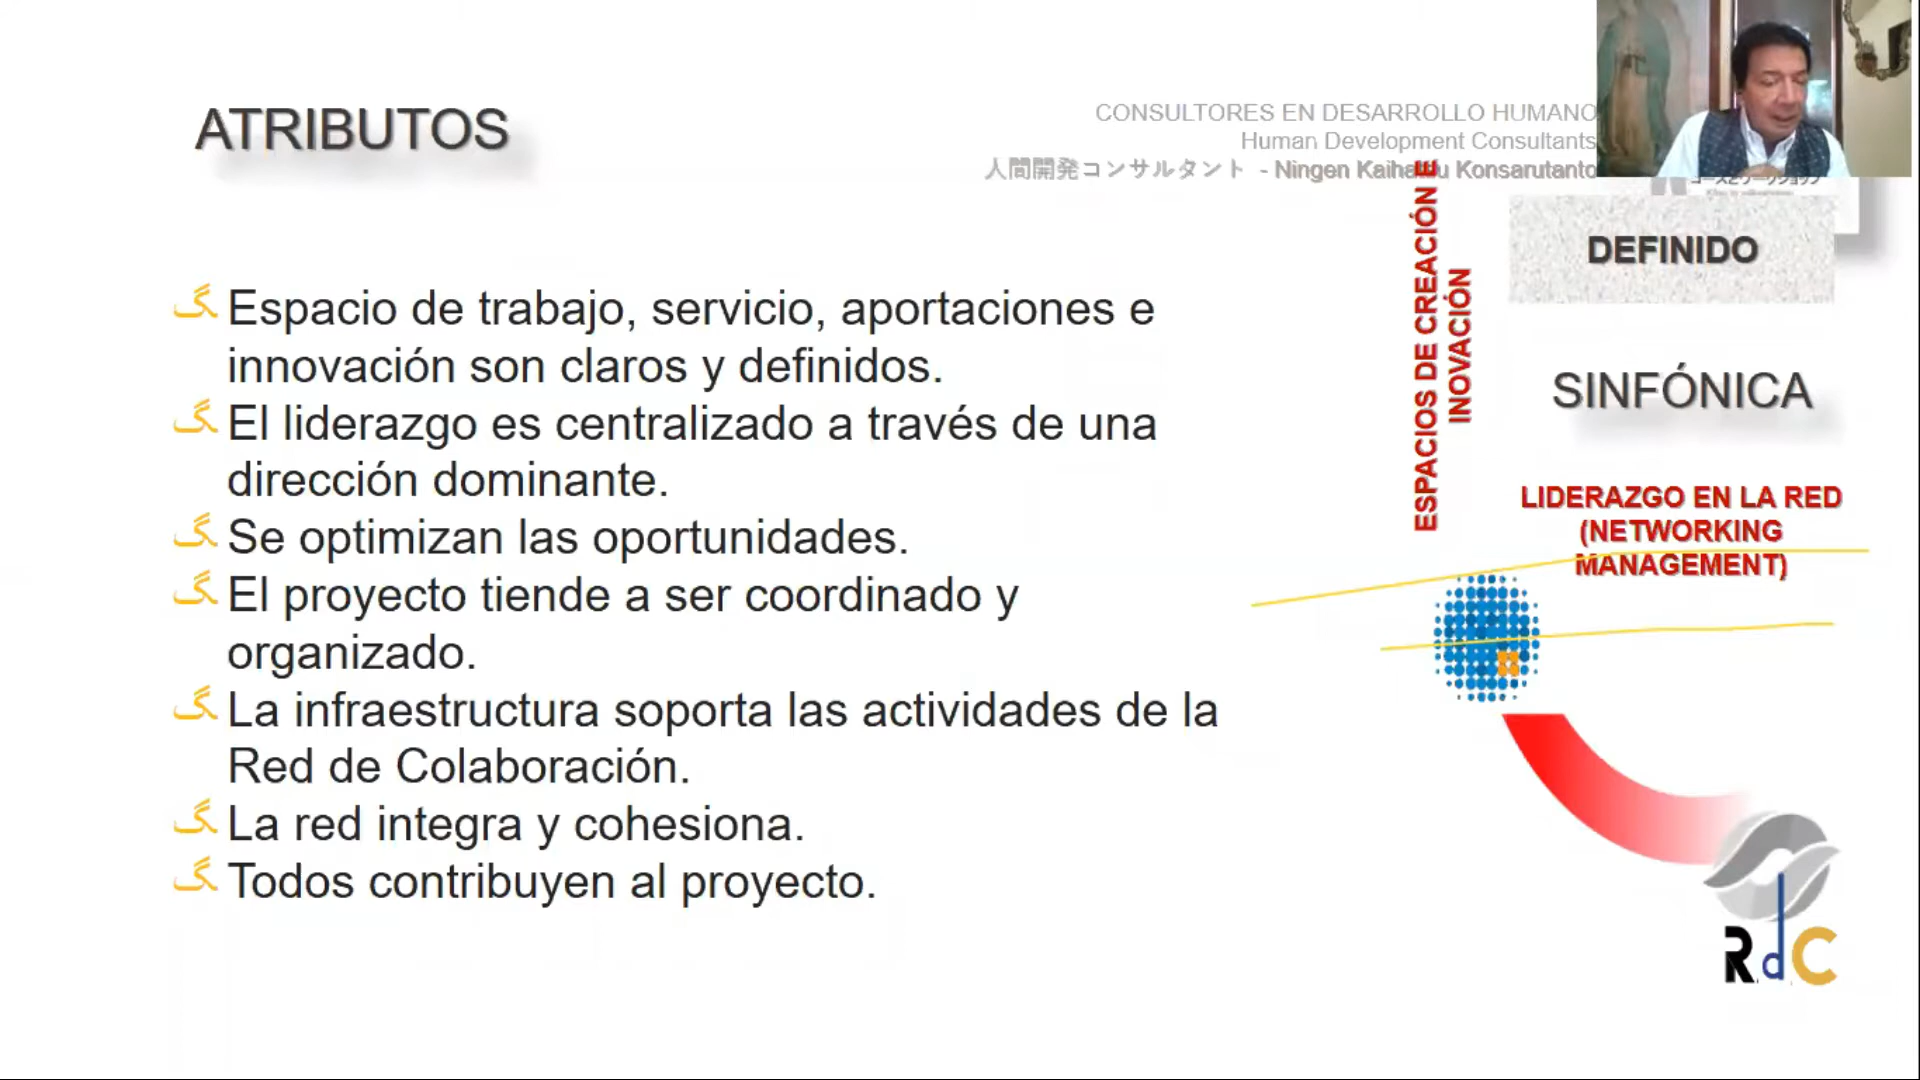 ATRIBUTOS
CONSULTORES EN DESARROLLO HUMANO
Human Development Consultants
人間開発コンサルタント - Ningen Konsarutanto
Espacio de trabajo, servicio, aportaciones e
innovación son claros y definidos.
El liderazgo es centralizado a través de una
dirección dominante.
Se optimizan las oportunidades.
El proyecto tiende a ser coordinado y
organizado.
La infraestructura soporta las actividades de la
Red de Colaboración.
La red integra y cohesiona.
Todos contribuyen al proyecto.
ESPACIOS DE CREACIÓN E
INOVACIÓN
DEFINIDO
SINFÓNICA
LIDERAZGO EN LA RED
(NETWORKING
MANAGEMENT)
RdC